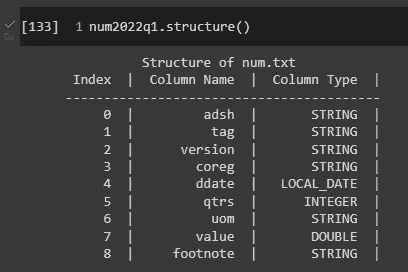 [133] 1 num2022q1.structure()
Structure of num.txt
Index | Column Name | Column Type |
-----------------------------------------
0 | adsh | STRING |
1 | tag | STRING |
2 | version | STRING |
3 | coreg | STRING |
4 | ddate | LOCAL_DATE |
5 | qtrs | INTEGER |
6 | uom | STRING |
7 | value | DOUBLE |
8 | footnote | STRING |